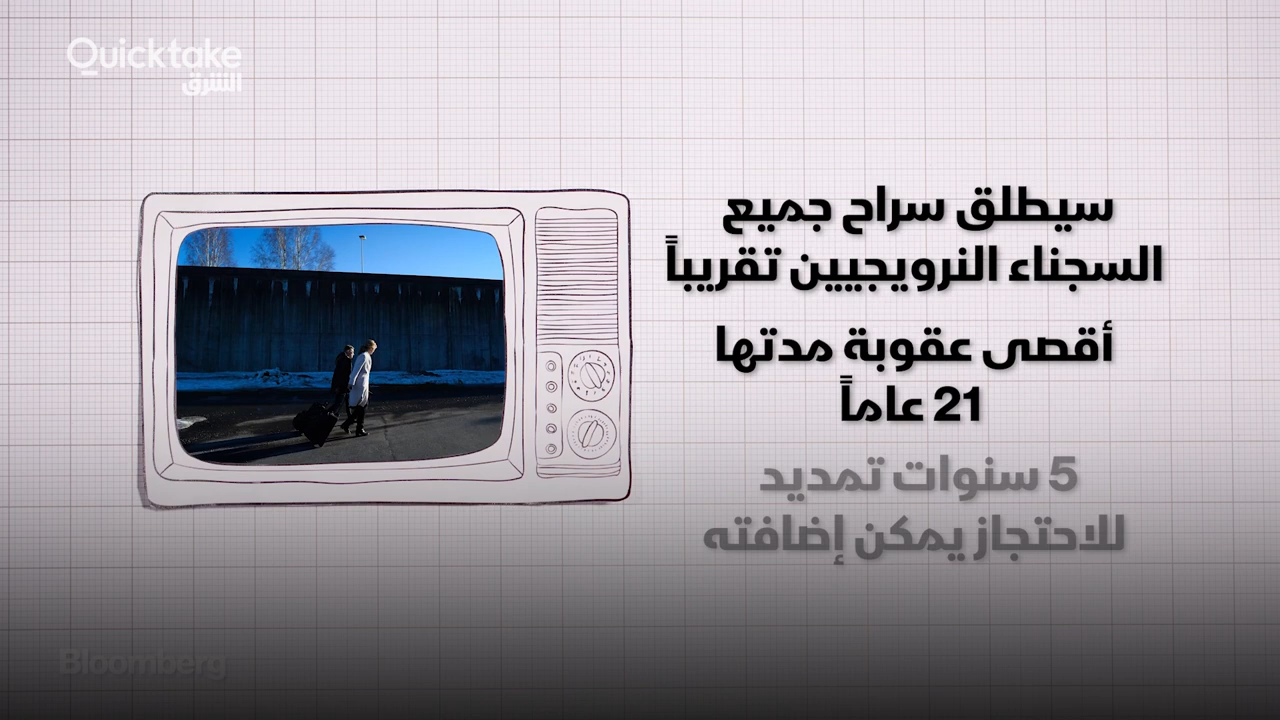 Quicktake
الشرق
سيطلق سراح جميع
السجناء النرويجيين تقريباً
أقصى عقوبة مدتها
21 عاماً
5 سنوات تمديد
للاحتجاز يمكن إضافته
Bloomberg